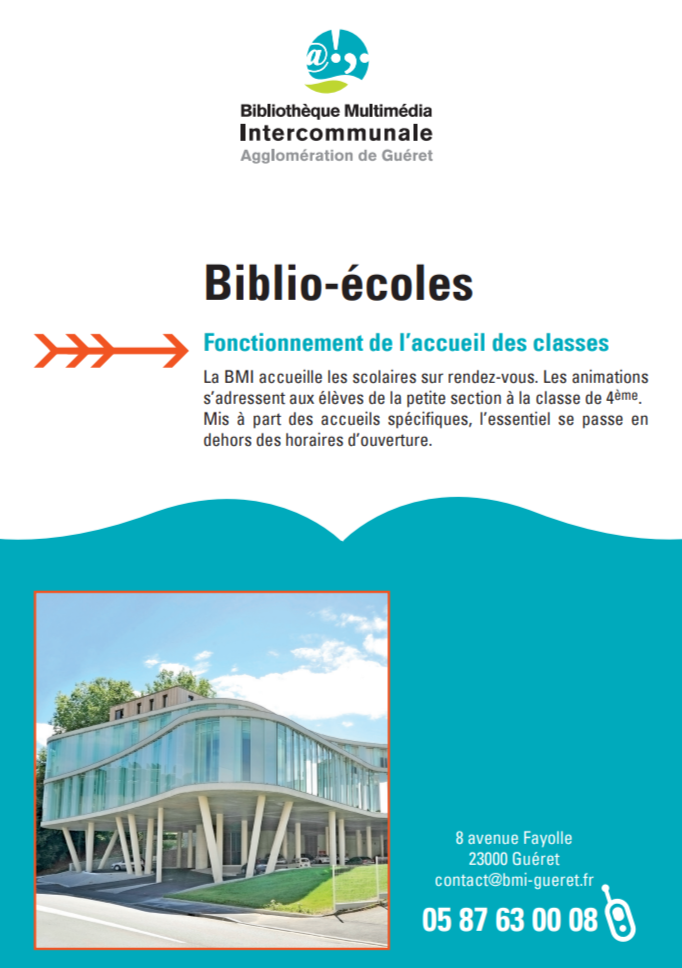 @!;.
Bibliothèque Multimédia
Intercommunale
Agglomération de Guéret
Biblio-écoles
Fonctionnement de l’accueil des classes
La BMI accueille les scolaires sur rendez-vous. Les animations
s’adressent aux élèves de la petite section à la classe de 4ème.
Mis à part des accueils spécifiques, l’essentiel se passe en
dehors des horaires d’ouverture.
8 avenue Fayolle
23000 Guéret
contact@bmi-gueret.fr
05 87 63 00 08